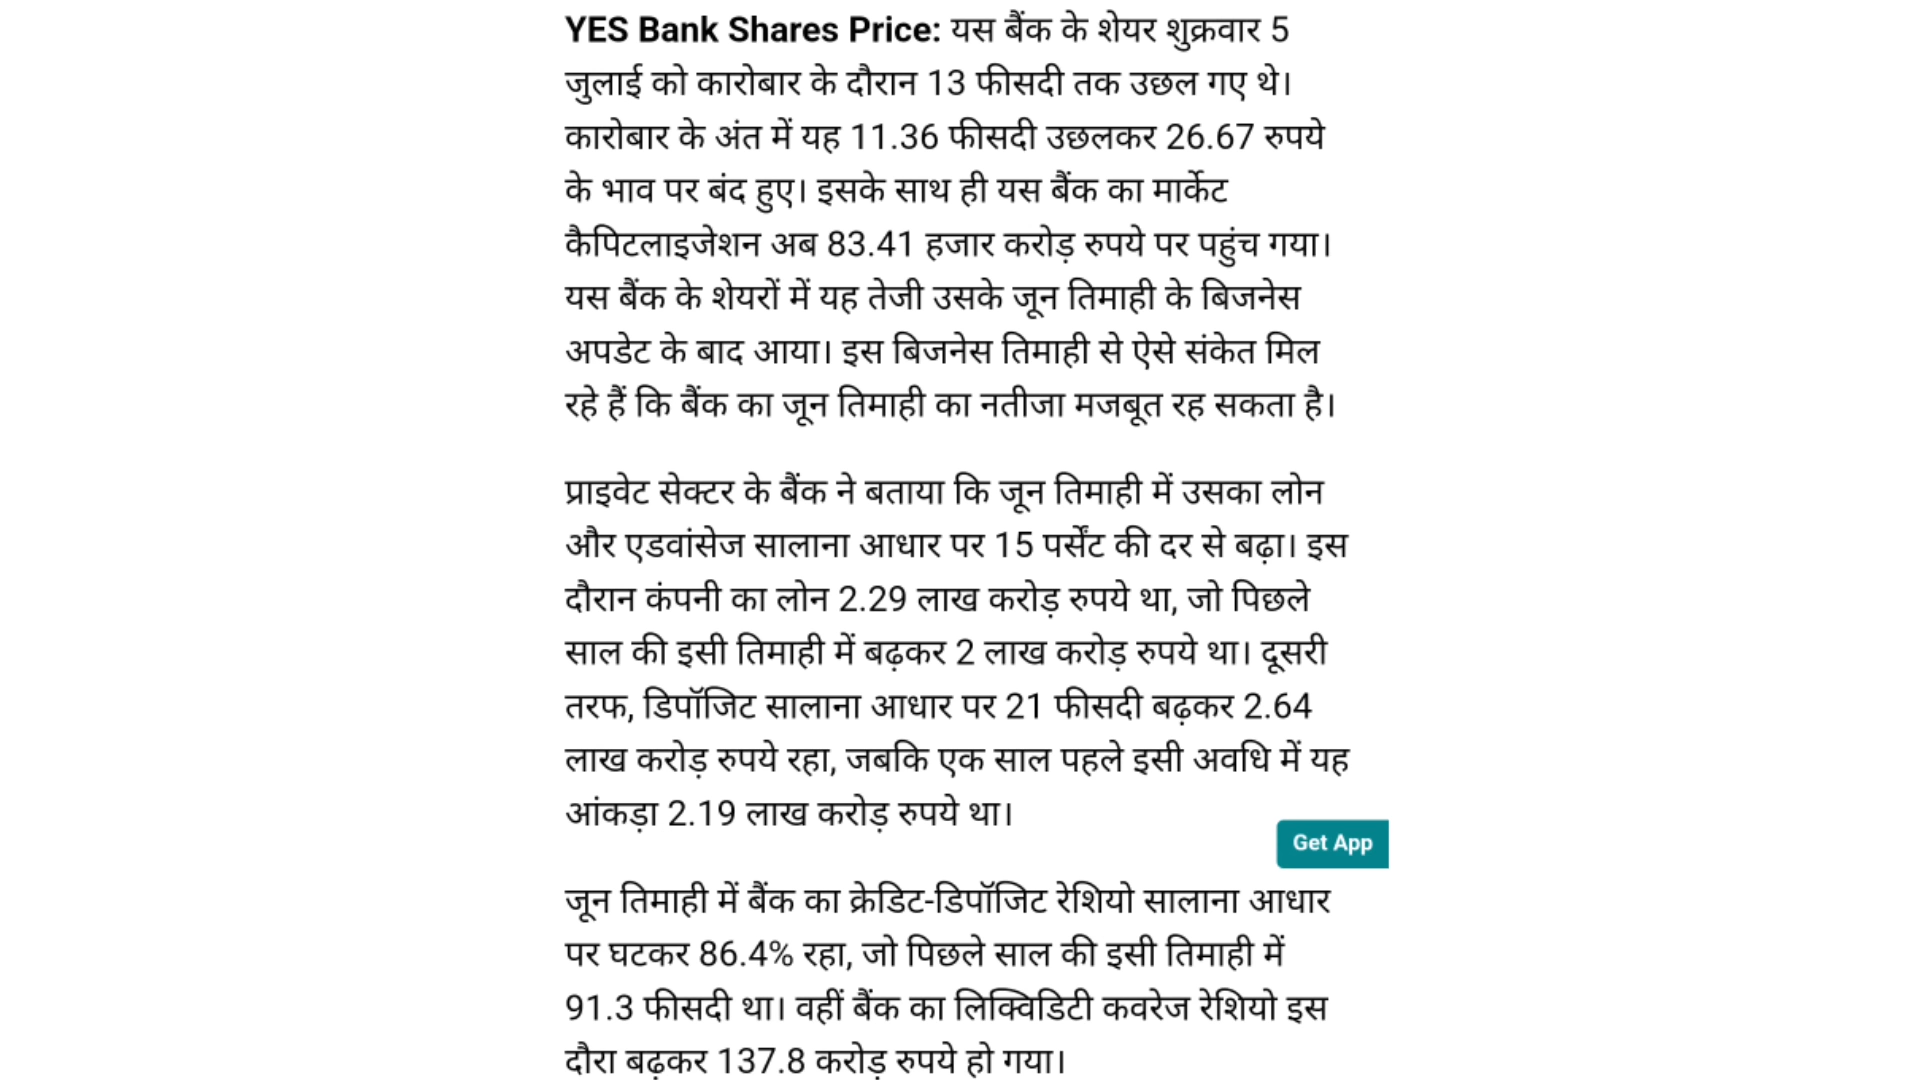 YES Bank Shares Price: यस बैंक के शेयर शुक्रवार 5
जुलाई को कारोबार के दौरान 13 फीसदी तक उछल गए थे।
कारोबार के अंत में यह 11.36 फीसदी उछलकर 26.67 रुपये
के भाव पर बंद हुए। इसके साथ ही यस बैंक का मार्केट
कैपिटलाइजेशन अब 83.41 हजार करोड़ रुपये पर पहुंच गया।
यस बैंक के शेयरों में यह तेजी उसके जून तिमाही के बिजनेस
अपडेट के बाद आया। इस बिजनेस तिमाही से ऐसे संकेत मिल
रहे हैं कि बैंक का जून तिमाही का नतीजा मजबूत रह सकता है।
प्राइवेट सेक्टर के बैंक ने बताया कि जून तिमाही में उसका लोन
और एडवांसेज सालाना आधार पर 15 पर्सेंट की दर से बढ़ा। इस
दौरान कंपनी का लोन 2.29 लाख करोड़ रुपये था, जो पिछले
साल की इसी तिमाही में बढ़कर 2 लाख करोड़ रुपये था। दूसरी
तरफ, डिपॉजिट सालाना आधार पर 21 फीसदी बढ़कर 2.64
लाख करोड़ रुपये रहा, जबकि एक साल पहले इसी अवधि में यह
आंकड़ा 2.19 लाख करोड़ रुपये था।
Get App
जून तिमाही में बैंक का क्रेडिट-डिपॉजिट रेशियो सालाना आधार
पर घटकर 86.4% रहा, जो पिछले साल की इसी तिमाही में
91.3 फीसदी था। वहीं बैंक का लिक्विडिटी कवरेज रेशियो इस
दौरा बढ़कर 137.8 करोड़ रुपये हो गया।